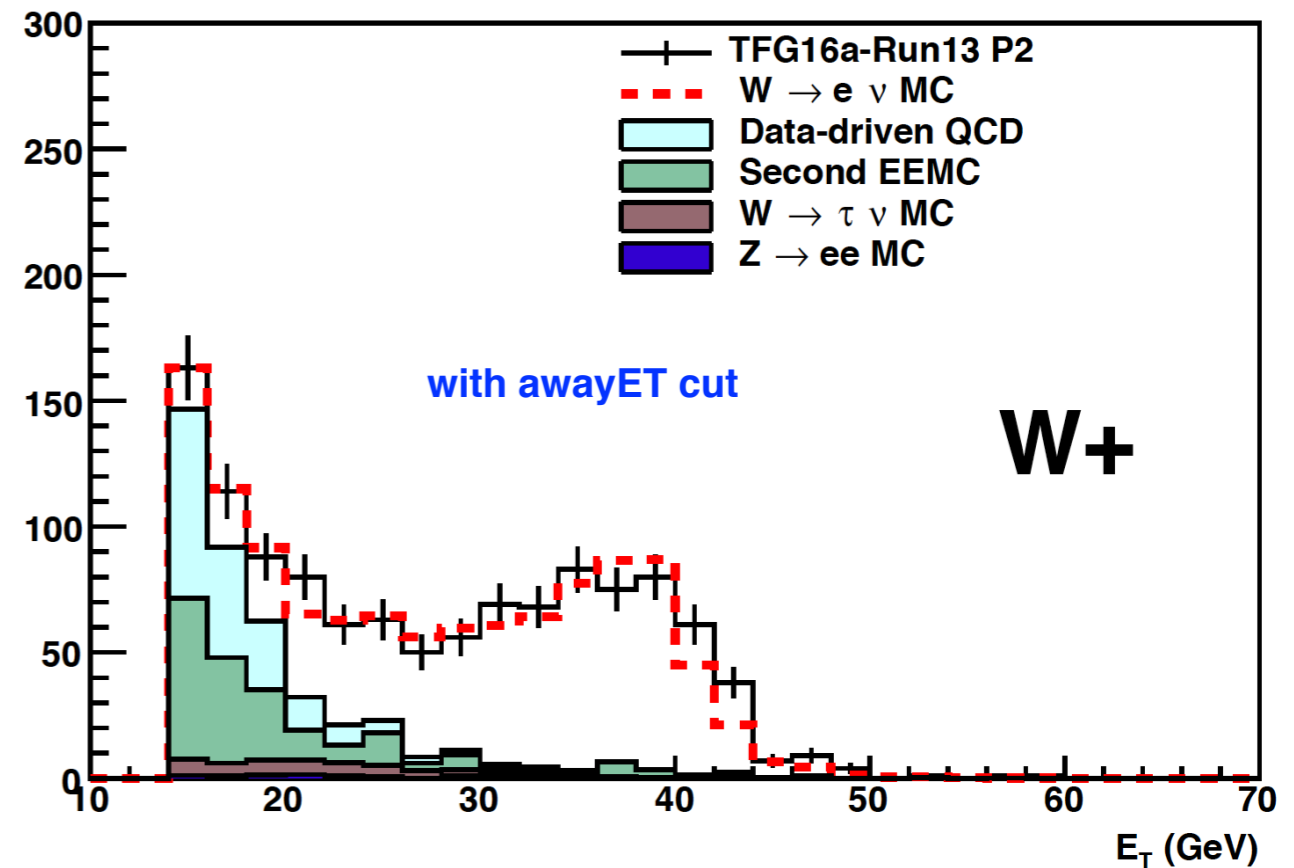 300
250
200
150
100
50
0
TFG16a-Run13 P2
W → e ν MC
Data-driven QCD
Second EEMC
W → τ ν MC
Z → ee MC
with awayET cut
W+
10 20 30 40 50 60 70
E_T (GeV)